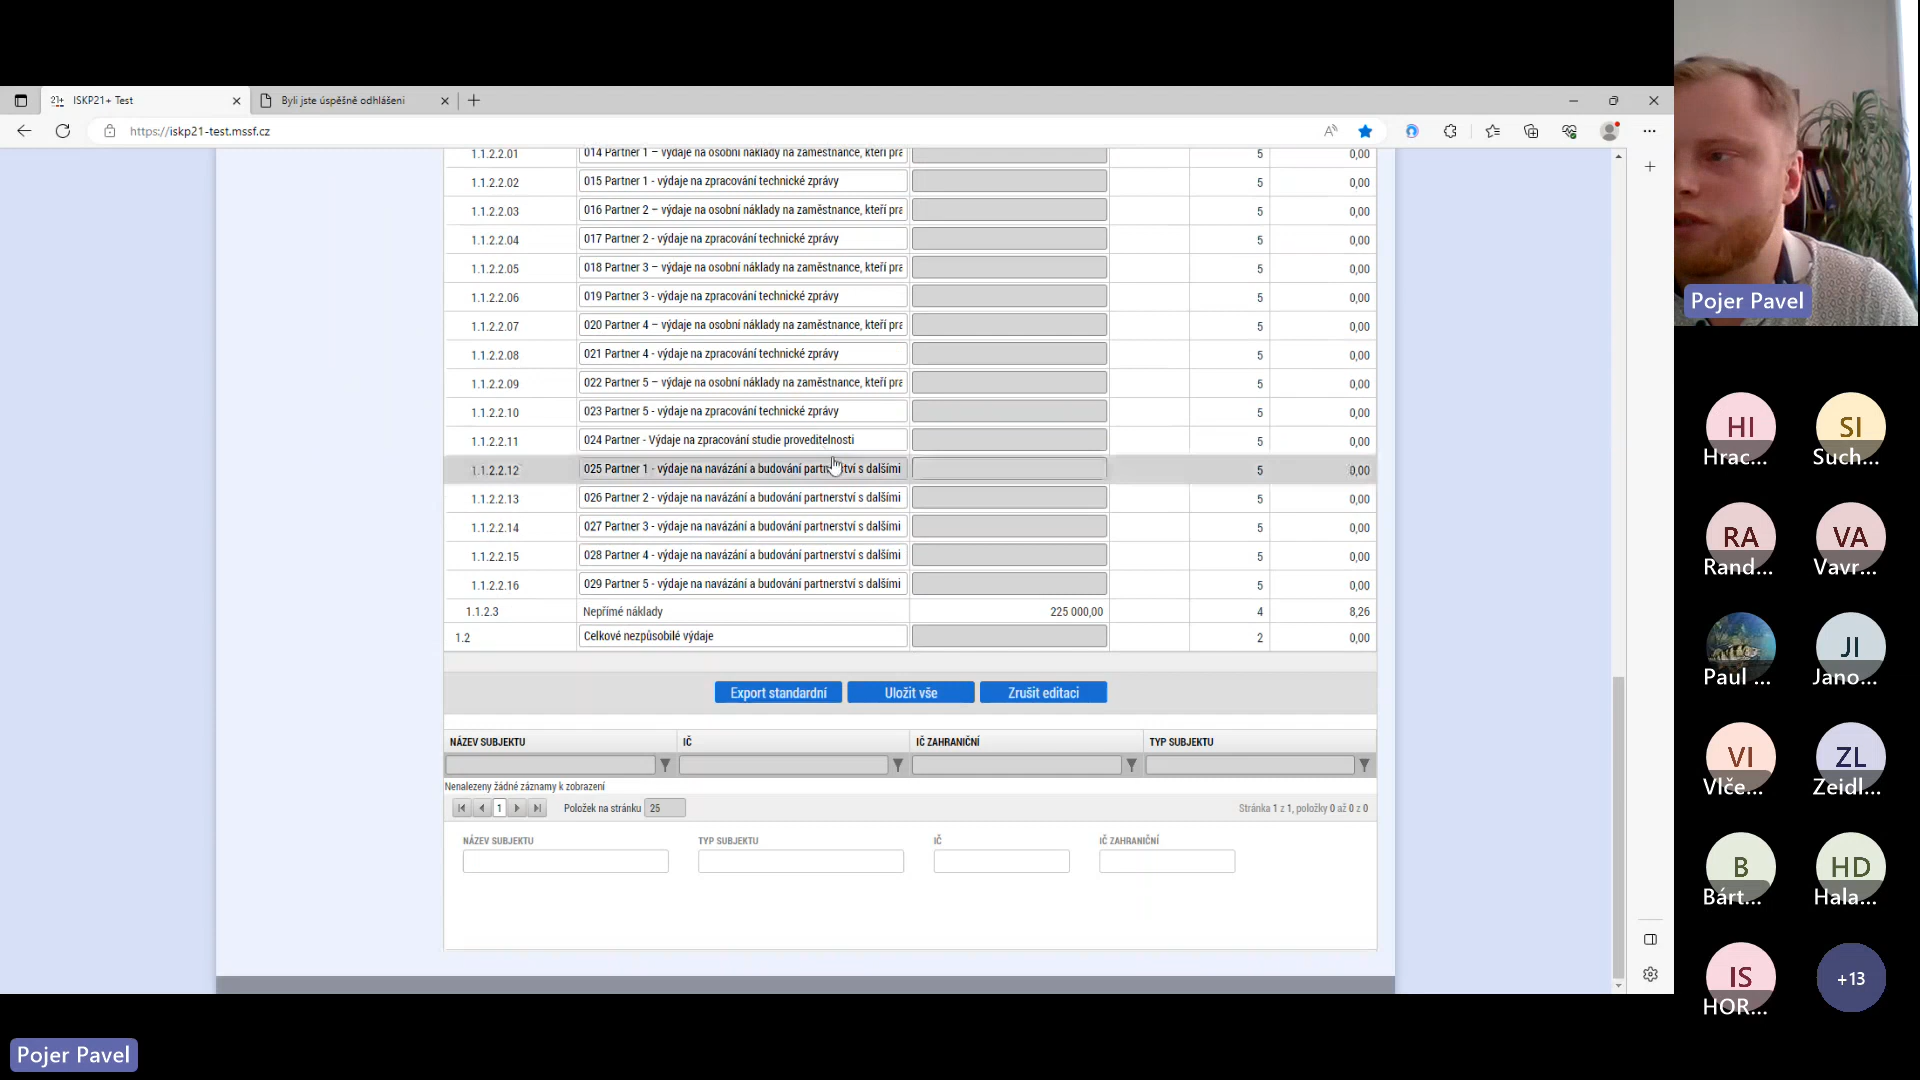 ISKP21+ Test
Byli jste úspěšně odhlášeni
https://iskp21-test.mssf.cz
1.1.2.2.01 014 Partner 1 – výdaje na osobní náklady na zaměstnance, kteří pra 5 0,00
1.1.2.2.02 015 Partner 1 - výdaje na zpracování technické zprávy 5 0,00
1.1.2.2.03 016 Partner 2 – výdaje na osobní náklady na zaměstnance, kteří pra 5 0,00
1.1.2.2.04 017 Partner 2 - výdaje na zpracování technické zprávy 5 0,00
1.1.2.2.05 018 Partner 3 – výdaje na osobní náklady na zaměstnance, kteří pra 5 0,00
1.1.2.2.06 019 Partner 3 - výdaje na zpracování technické zprávy 5 0,00
1.1.2.2.07 020 Partner 4 – výdaje na osobní náklady na zaměstnance, kteří pra 5 0,00
1.1.2.2.08 021 Partner 4 - výdaje na zpracování technické zprávy 5 0,00
1.1.2.2.09 022 Partner 5 – výdaje na osobní náklady na zaměstnance, kteří pra 5 0,00
1.1.2.2.10 023 Partner 5 - výdaje na zpracování technické zprávy 5 0,00
1.1.2.2.11 024 Partner - Výdaje na zpracování studie proveditelnosti 5 0,00
1.1.2.2.12 025 Partner 1 - výdaje na navázání a budování partnerství s dalšími 5 0,00
1.1.2.2.13 026 Partner 2 - výdaje na navázání a budování partnerství s dalšími 5 0,00
1.1.2.2.14 027 Partner 3 - výdaje na navázání a budování partnerství s dalšími 5 0,00
1.1.2.2.15 028 Partner 4 - výdaje na navázání a budování partnerství s dalšími 5 0,00
1.1.2.2.16 029 Partner 5 - výdaje na navázání a budování partnerství s dalšími 5 0,00
1.1.2.3 Nepřímé náklady 225 000,00 4 8,26
1.2 Celkové nezpůsobilé výdaje 2 0,00
Export standardní Uložit vše Zrušit editaci
NÁZEV SUBJEKTU IČ IČ ZAHRANIČNÍ TYP SUBJEKTU
Nenalezeny žádné záznamy k zobrazení
1 Položek na stránku 25 Stránka 1 z 1, položky 0 až 0 z 0
NÁZEV SUBJEKTU TYP SUBJEKTU IČ IČ ZAHRANIČNÍ
Pojer Pavel
HI SI
Hrac... Such...
RA VA
Rand... Vavr...
JI
Paul ... Jano...
VI ZL
Vlče... Zeidl...
B HD
Bárt... Hala...
IS +13
HOR...
Pojer Pavel